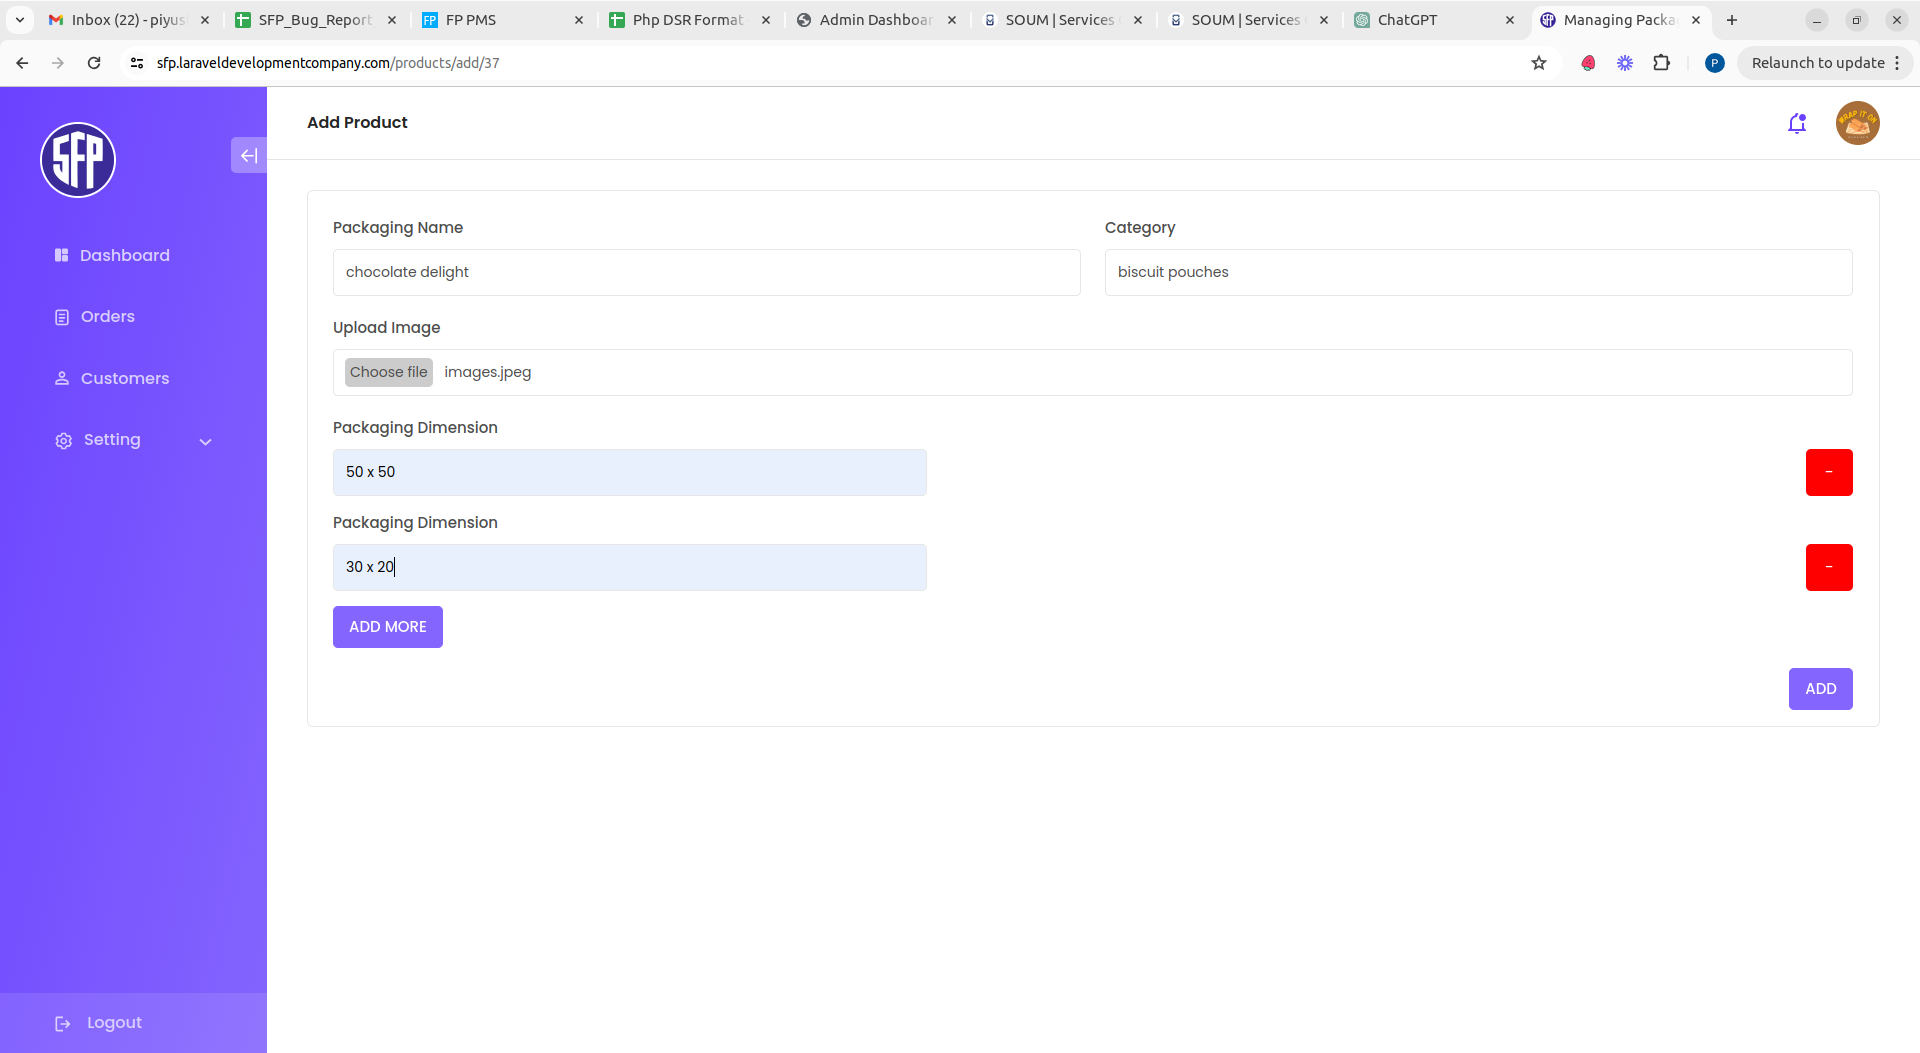 Inbox (22) - piyus
SFP_Bug_Report
FP PMS
Php DSR Format
Admin Dashboar
SOUM | Services
SOUM | Services
ChatGPT
Managing Packa
sfp.laraveldevelopmentcompany.com/products/add/37
P
Relaunch to update
SFP
Add Product
WRAP IT ON
Dashboard
Orders
Customers
Setting
Logout
Packaging Name
Category
chocolate delight
biscuit pouches
Upload Image
Choose file images.jpeg
Packaging Dimension
50 x 50
-
Packaging Dimension
30 x 20
-
ADD MORE
ADD